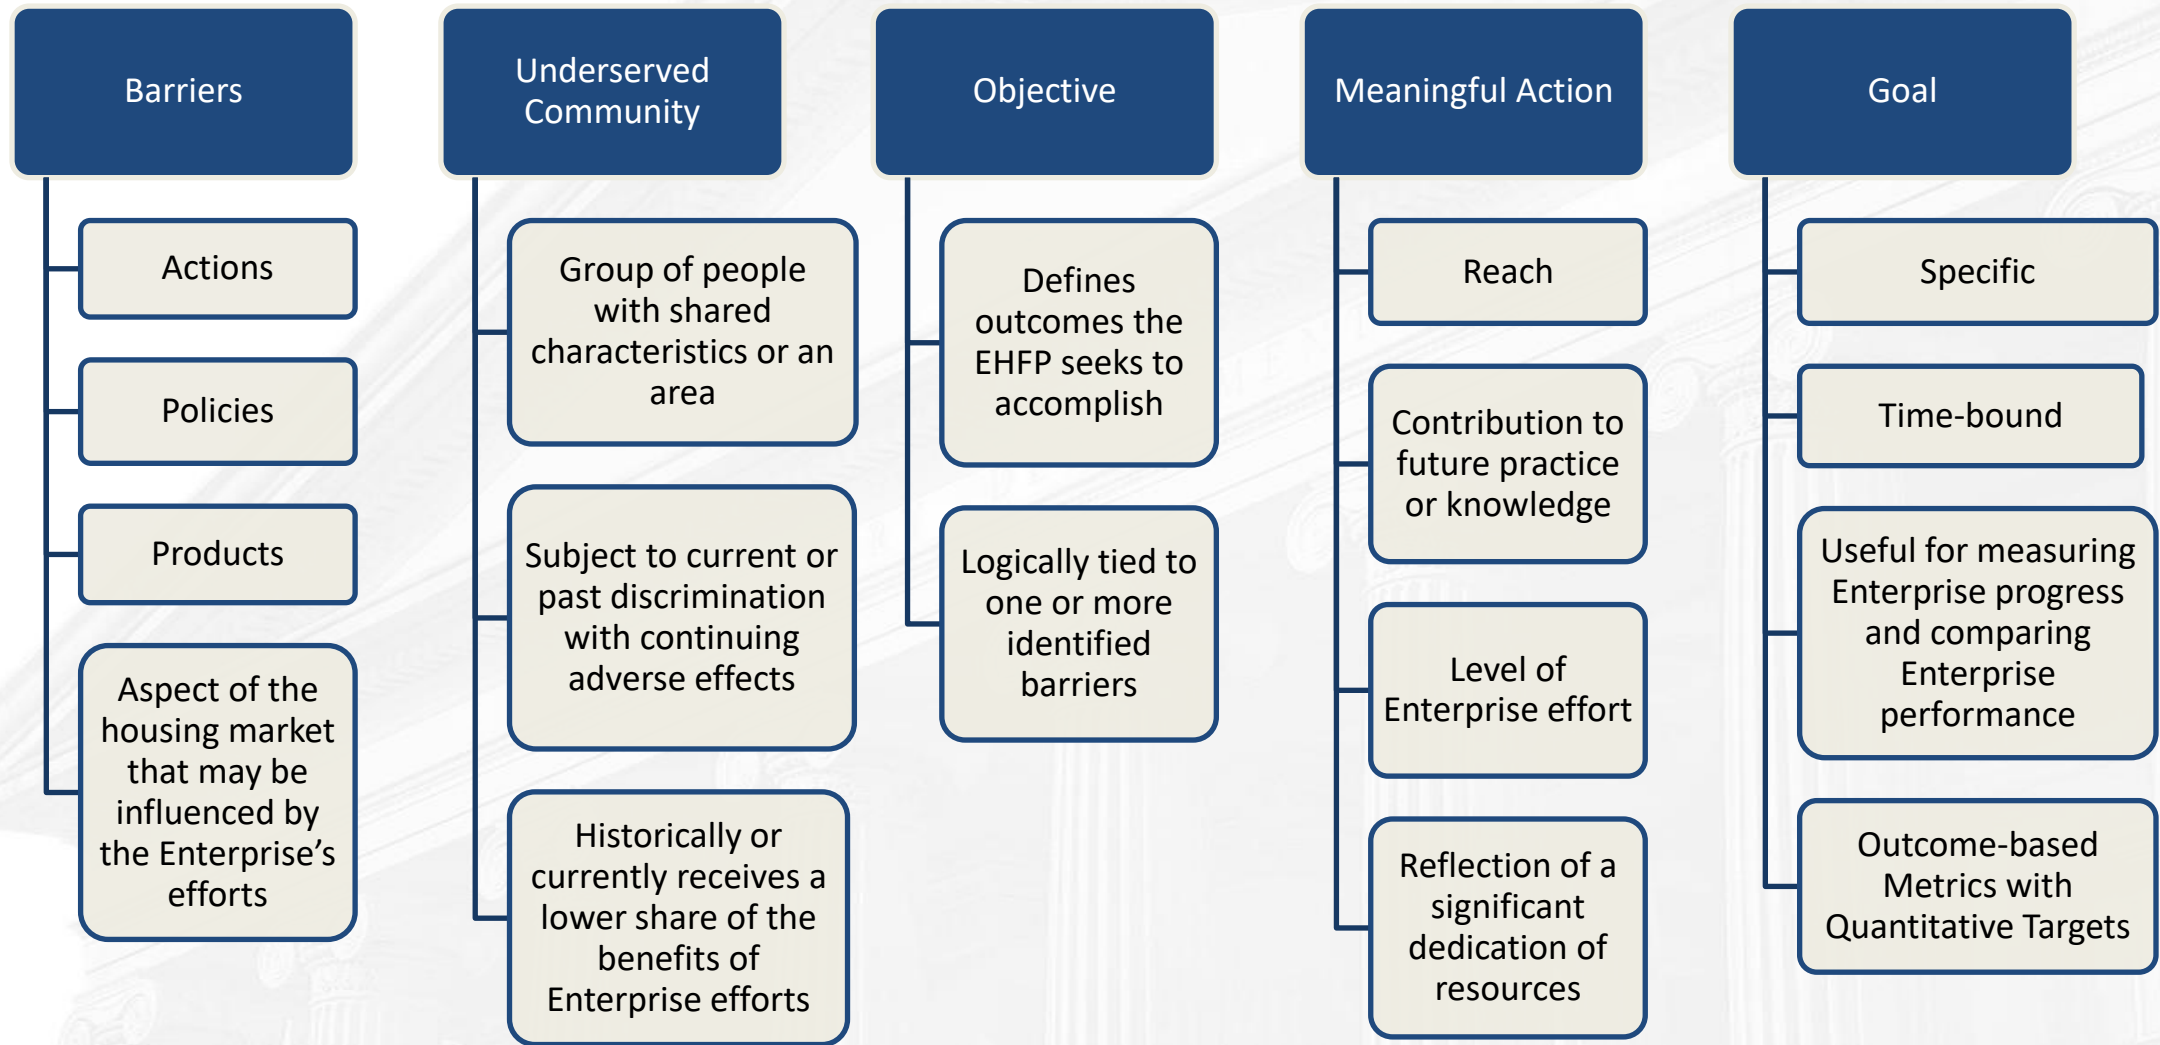 Barriers
Actions
Policies
Products
Aspect of the
housing market
that may be
influenced by
the Enterprise’s
efforts
Underserved
Community
Group of people
with shared
characteristics or an
area
Subject to current or
past discrimination
with continuing
adverse effects
Historically or
currently receives a
lower share of the
benefits of
Enterprise efforts
Objective
Defines
outcomes the
EHFP seeks to
accomplish
Logically tied to
one or more
identified
barriers
Meaningful Action
Reach
Contribution to
future practice
or knowledge
Level of
Enterprise effort
Reflection of a
significant
dedication of
resources
Goal
Specific
Time-bound
Useful for measuring
Enterprise progress
and comparing
Enterprise
performance
Outcome-based
Metrics with
Quantitative Targets